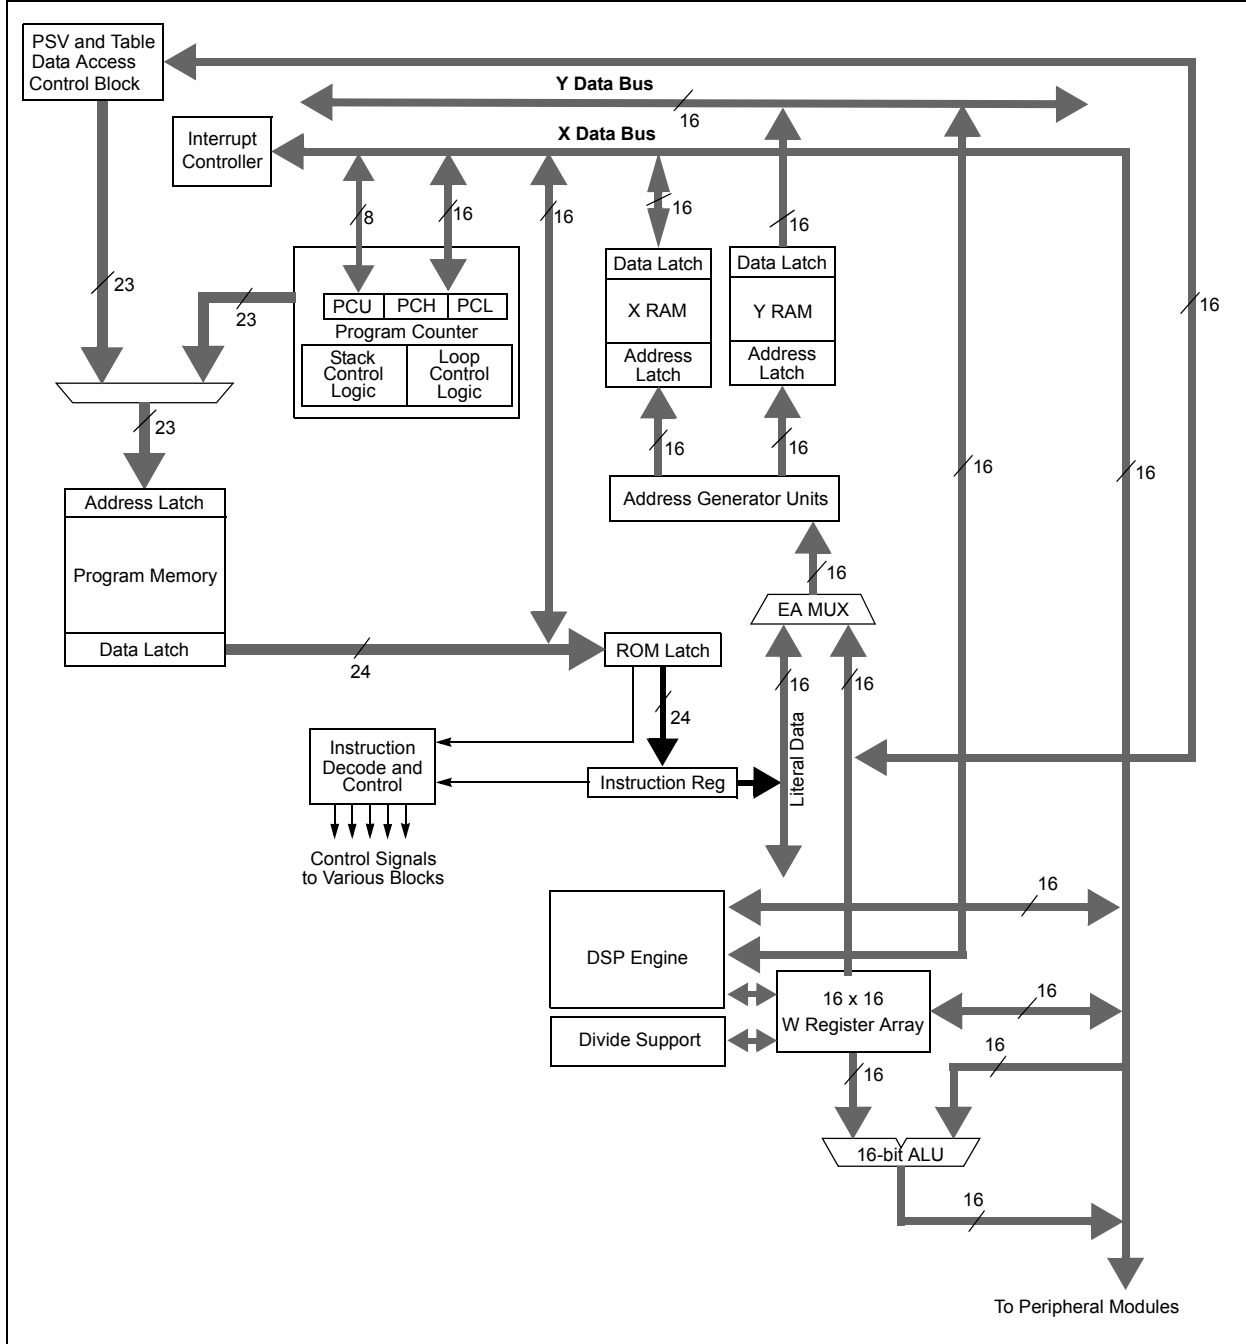 PSV and Table
Data Access
Control Block
Y Data Bus
16
X Data Bus
Interrupt
Controller
8
16
16
16
16
23
23
16
PCU
PCH
PCL
Program Counter
Stack
Control
Logic
Loop
Control
Logic
Data Latch
X RAM
Address
Latch
Data Latch
Y RAM
Address
Latch
23
16
16
16
16
Address Latch
Program Memory
Data Latch
Address Generator Units
16
EA MUX
24
ROM Latch
16
16
24
Literal Data
Instruction
Decode and
Control
Instruction Reg
Control Signals
to Various Blocks
16
DSP Engine
16 x 16
W Register Array
16
Divide Support
16
16
16-bit ALU
16
To Peripheral Modules